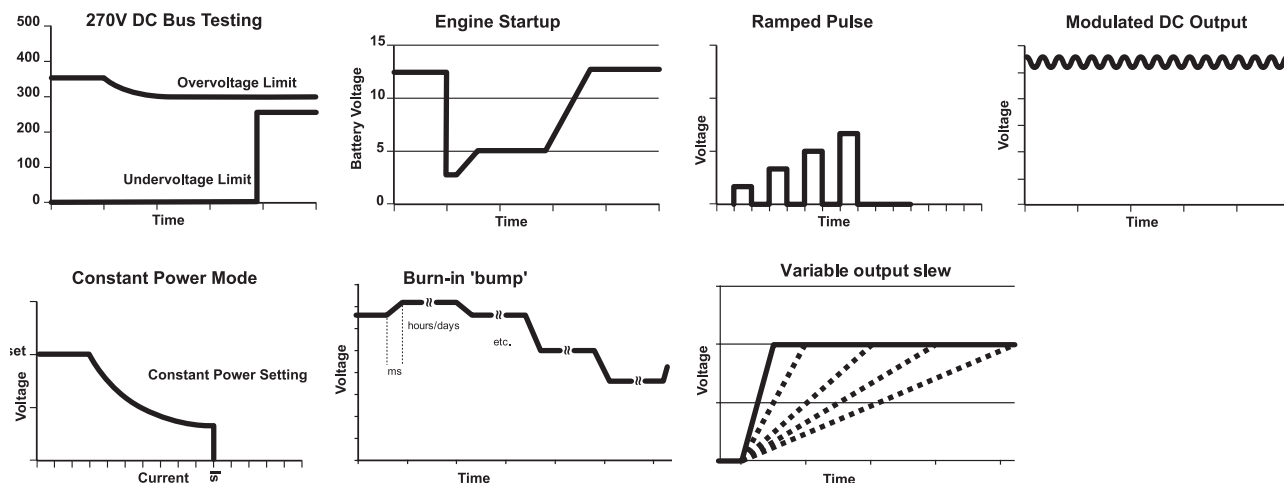 270V DC Bus Testing
500
400
300
200
100
0
Overvoltage Limit
Undervoltage Limit
Time
Engine Startup
15
10
5
0
Battery Voltage
Time
Ramped Pulse
Voltage
Time
Modulated DC Output
Voltage
Time
Constant Power Mode
set
Voltage
Constant Power Setting
Current
Is
Burn-in 'bump'
Voltage
hours/days
ms
etc.
Time
Variable output slew
Voltage
Time